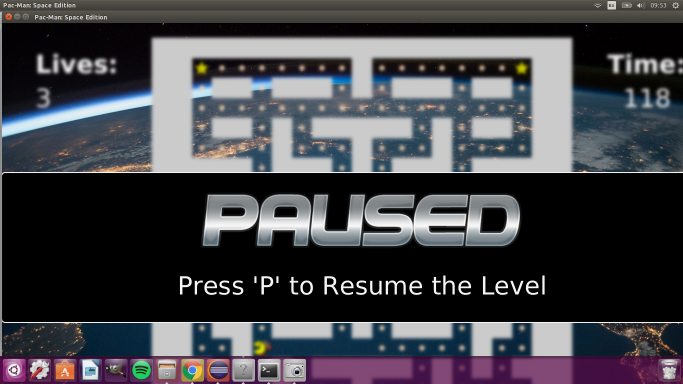 Pac-Man: Space Edition
09:53
Pac-Man: Space Edition
Lives:
3
Time:
118
PAUSED
Press 'P' to Resume the Level